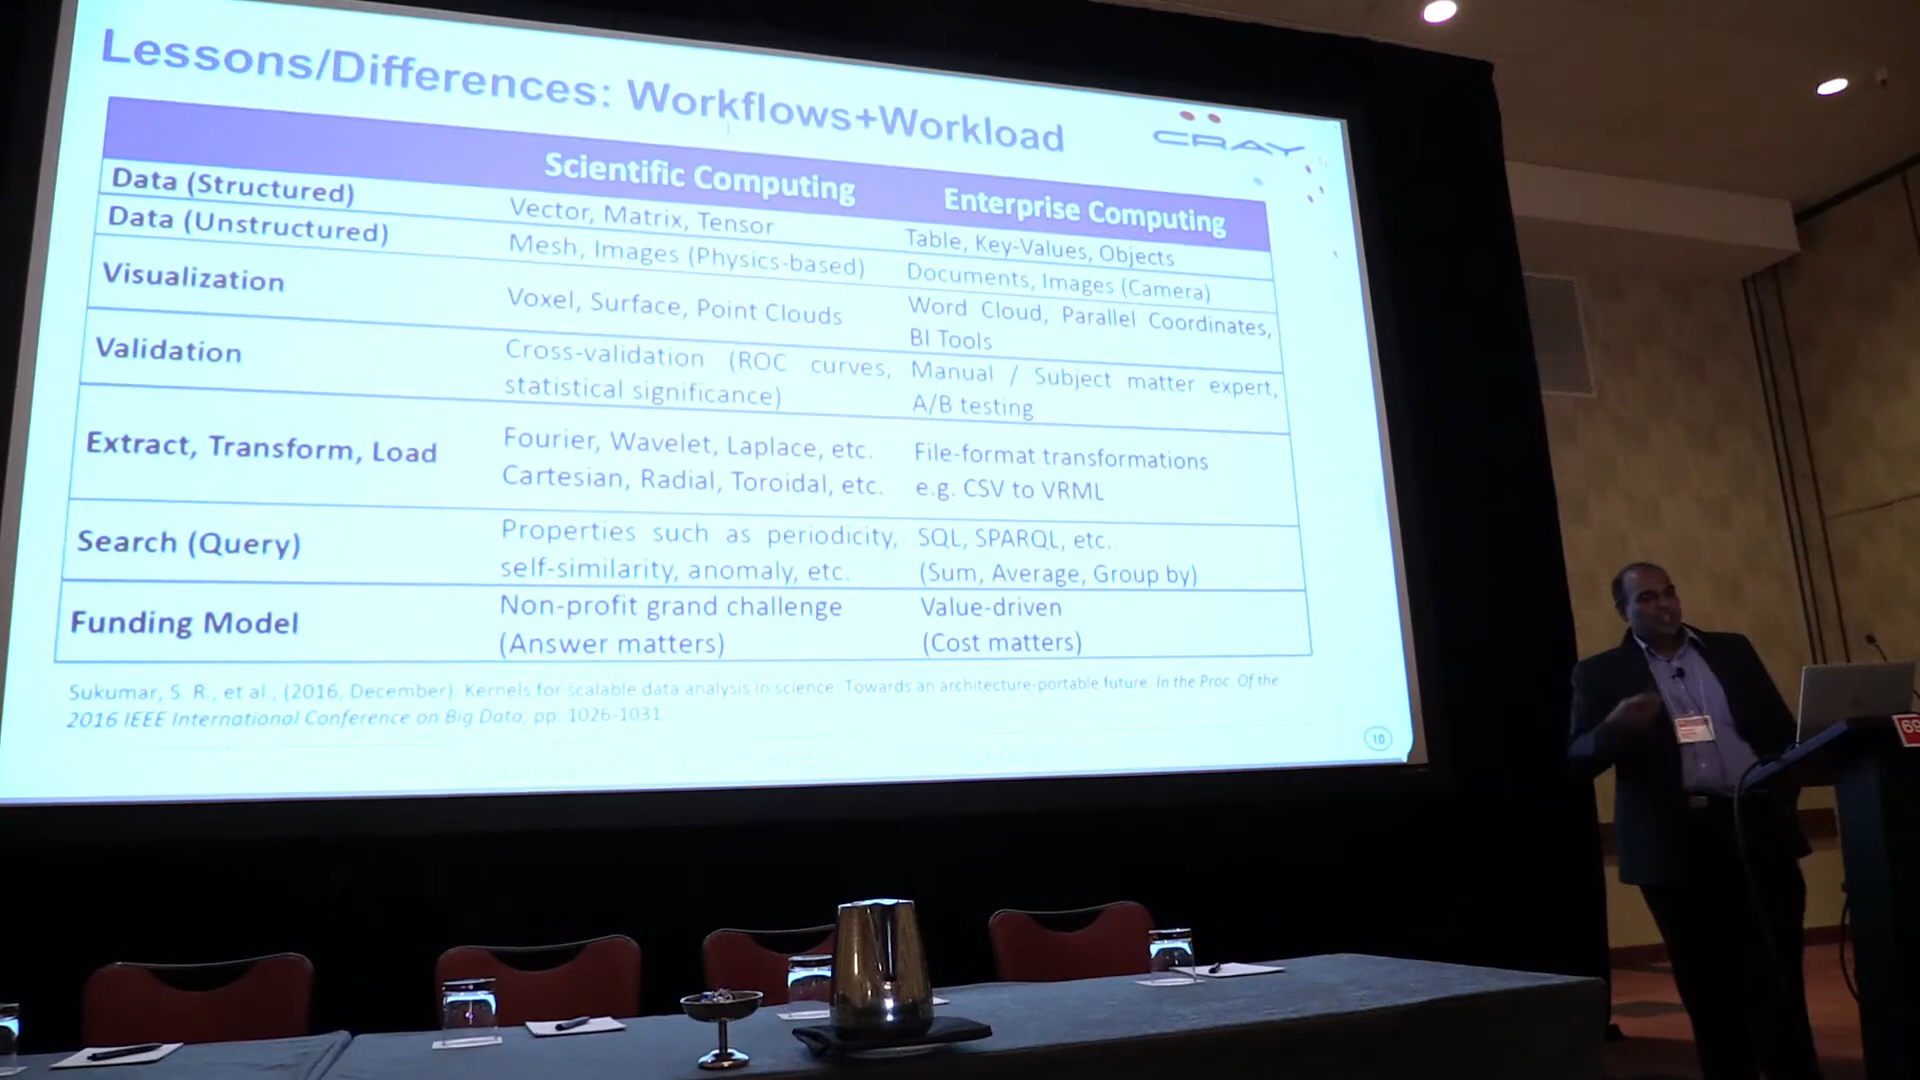 Lessons/Differences: Workflows+Workload
CRAY
Scientific Computing
Enterprise Computing
Data (Structured)
Vector, Matrix, Tensor
Table, Key-Values, Objects
Data (Unstructured)
Mesh, Images (Physics-based)
Documents, Images (Camera)
Visualization
Voxel, Surface, Point Clouds
Word Cloud, Parallel Coordinates,
BI Tools
Validation
Cross-validation (ROC curves,
statistical significance)
Manual / Subject matter expert,
A/B testing
Extract, Transform, Load
Fourier, Wavelet, Laplace, etc.
Cartesian, Radial, Toroidal, etc.
File-format transformations
e.g. CSV to VRML
Search (Query)
Properties such as periodicity,
self-similarity, anomaly, etc.
SQL, SPARQL, etc.
(Sum, Average, Group by)
Funding Model
Non-profit grand challenge
(Answer matters)
Value-driven
(Cost matters)
Sukumar, S. R., et al., (2016, December). Kernels for scalable data analysis in science: Towards an architecture-portable future. In the Proc. Of the
2016 IEEE International Conference on Big Data, pp. 1026-1031.
10
69